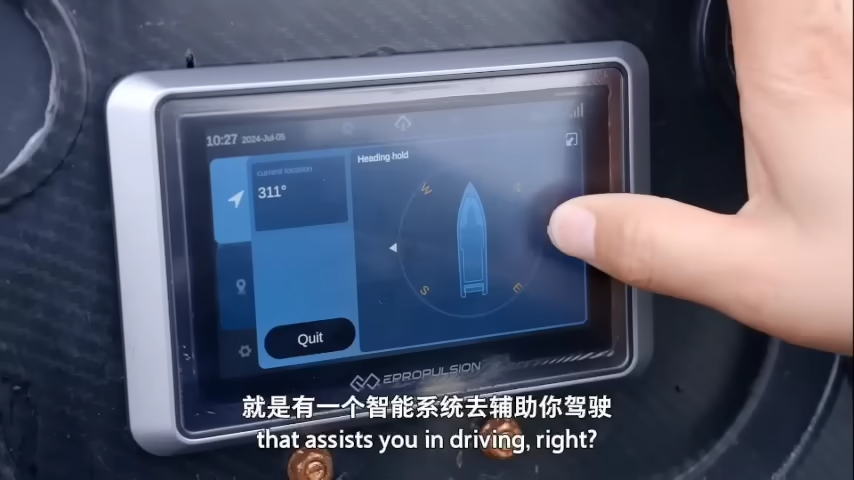 10:27 2024-Jul-05
current location
311°
Heading hold
W
S
E
Quit
EPROPULSION
就是有一个智能系统去辅助你驾驶
that assists you in driving, right?